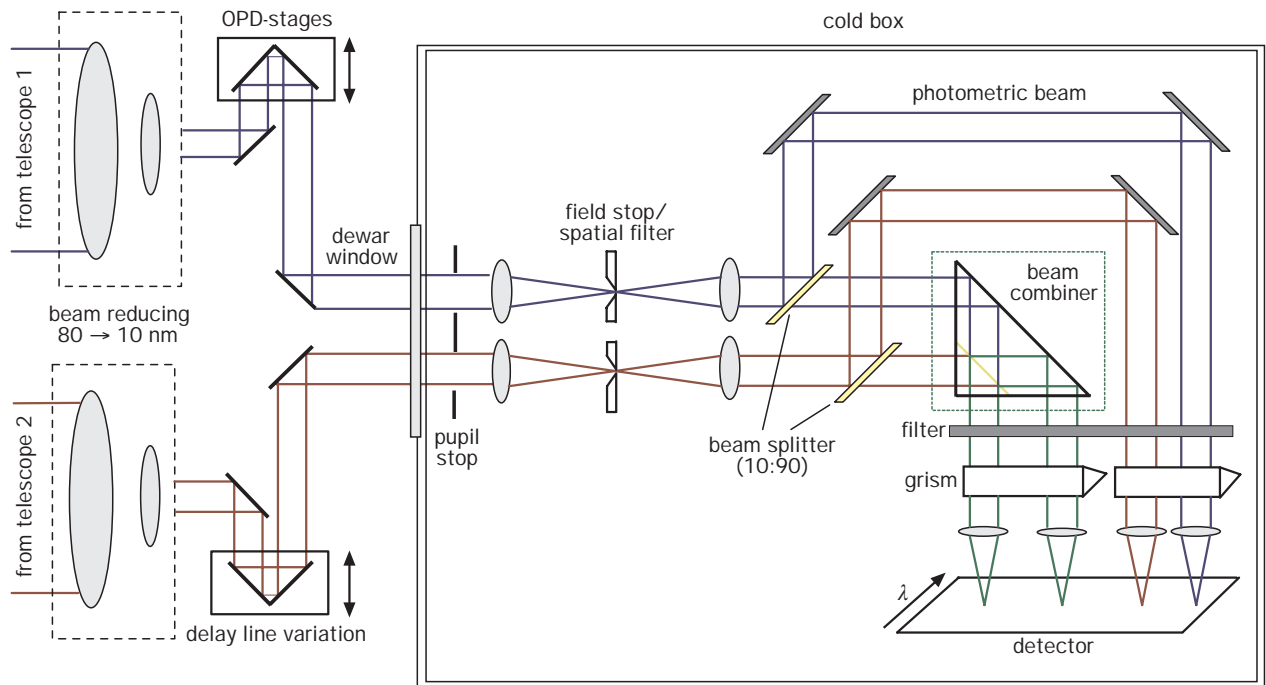 OPD-stages
cold box
from telescope 1
photometric beam
field stop/
spatial filter
dewar
window
beam
combiner
beam reducing
80 → 10 nm
from telescope 2
pupil
stop
beam splitter
(10:90)
filter
grism
λ
delay line variation
detector